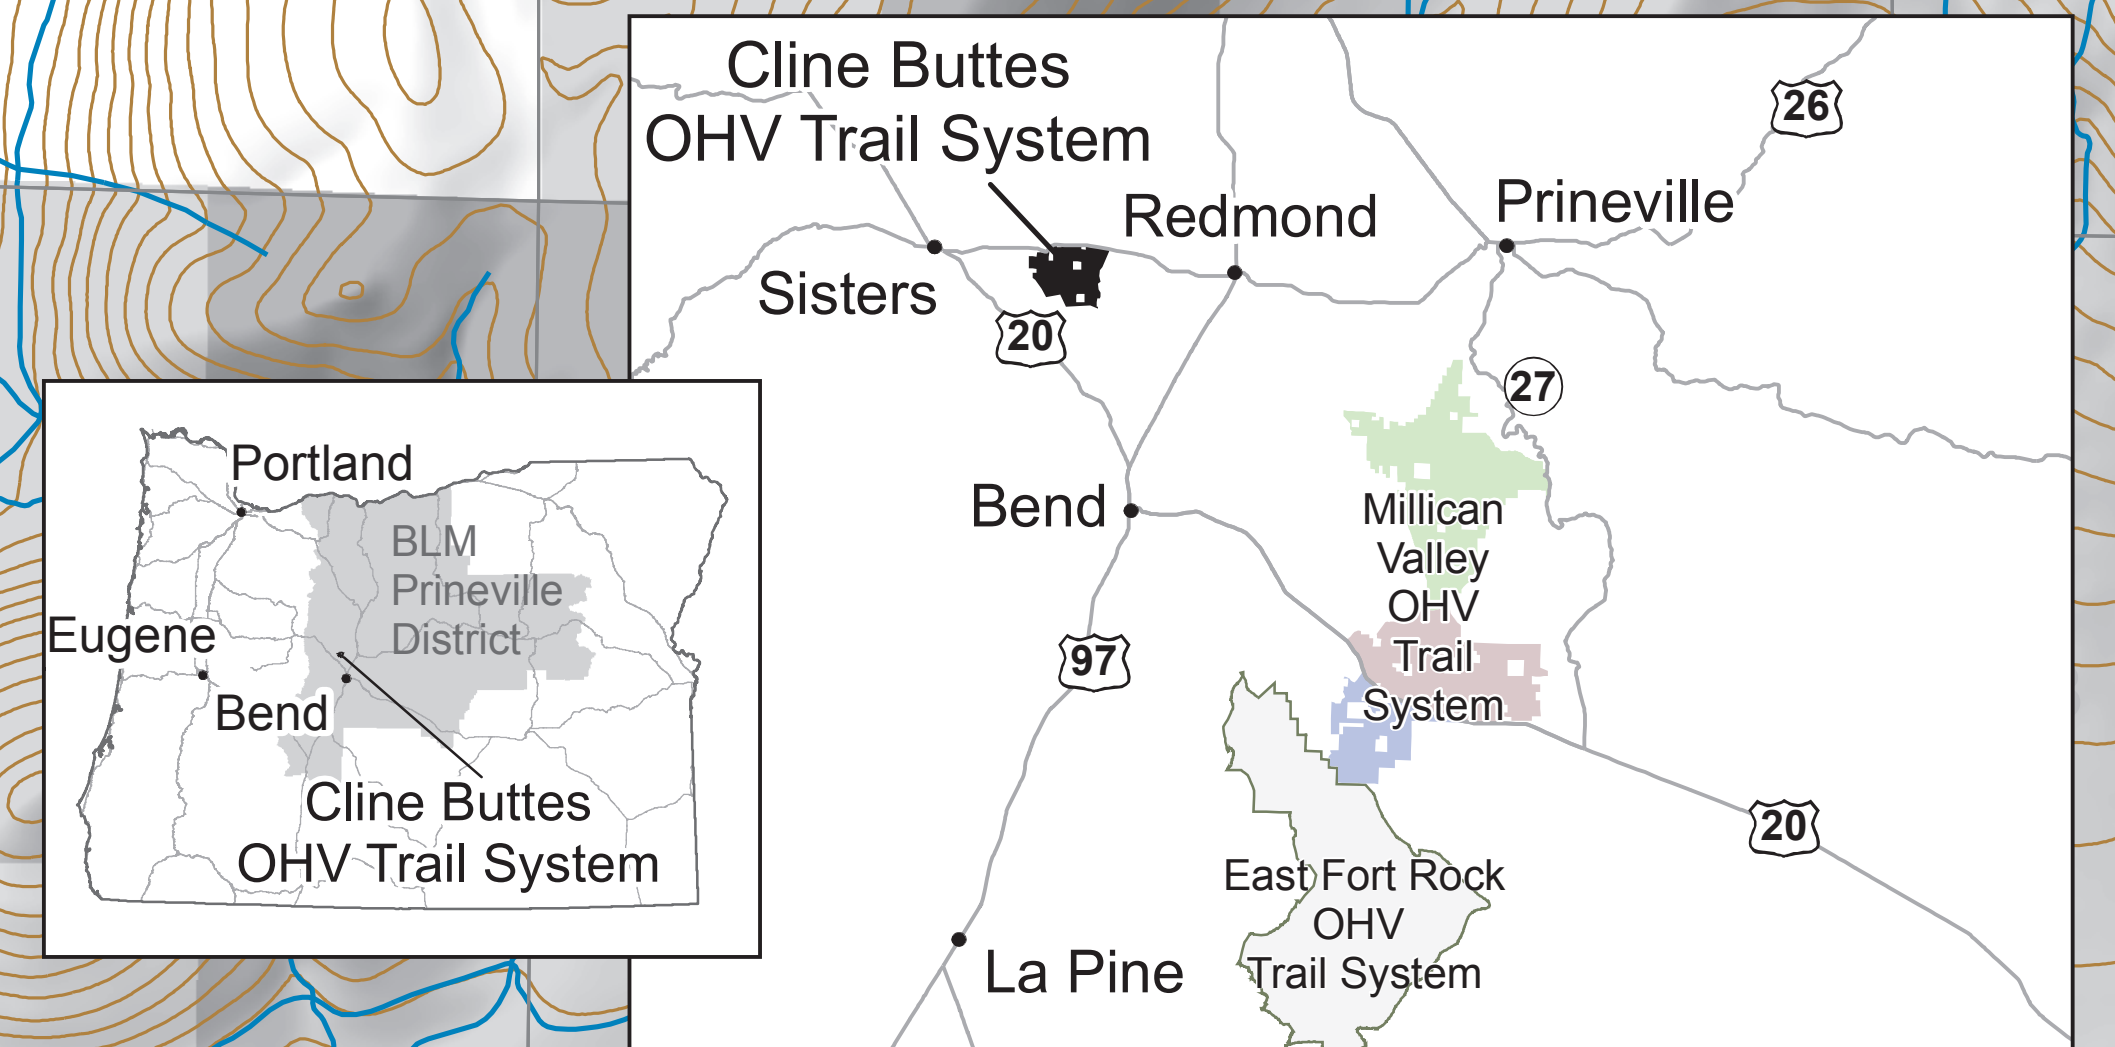 Cline Buttes
OHV Trail System
26
Redmond
Prineville
Sisters
20
27
Bend
Millican
Valley
OHV
Trail
System
97
20
East Fort Rock
OHV
Trail System
La Pine
Portland
BLM
Prineville
District
Eugene
Bend
Cline Buttes
OHV Trail System